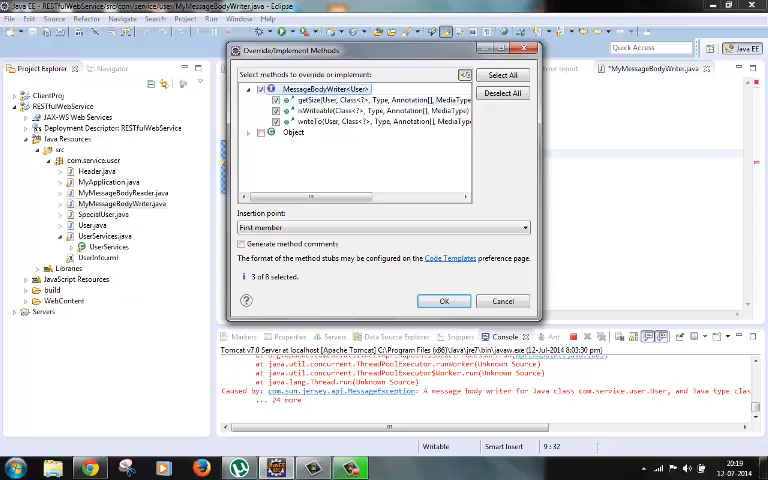 Java EE - RESTfulWebService/src/com/service/user/MyMessageBodyWriter.java - Eclipse
File Edit Source Refactor Navigate Search Project Run Window Help
Quick Access
Java EE
Project Explorer
Navigator
ClientProj
RESTfulWebService
JAX-WS Web Services
Deployment Descriptor: RESTfulWebService
Java Resources
src
com.service.user
Header.java
MyApplication.java
MyMessageBodyReader.java
MyMessageBodyWriter.java
SpecialUser.java
User.java
UserServices.java
UserServices
UserInfo.xml
Libraries
JavaScript Resources
build
WebContent
Servers
Error report
*MyMessageBodyWriter.java
Override/Implement Methods
Select methods to override or implement:
MessageBodyWriter<User>
getSize(User, Class<?>, Type, Annotation[], MediaType
isWriteable(Class<?>, Type, Annotation[], MediaType)
writeTo(User, Class<?>, Type, Annotation[], MediaType
Object
Select All
Deselect All
Insertion point:
First member
Generate method comments
The format of the method stubs may be configured on the Code Templates preference page.
3 of 8 selected.
OK
Cancel
Markers Properties Servers Data Source Explorer Snippets Console Ant
Tomcat v7.0 Server at localhost [Apache Tomcat] C:\Program Files (x86)\Java\jre7\bin\javaw.exe (12-Jul-2014 8:03:30 PM)
at java.util.concurrent.ThreadPoolExecutor.runWorker(Unknown Source)
at java.util.concurrent.ThreadPoolExecutor$Worker.run(Unknown Source)
at java.lang.Thread.run(Unknown Source)
Caused by: com.sun.jersey.api.MessageException: A message body writer for Java class com.service.user.User, and Java type clas
... 24 more
Writable
Smart Insert
9 : 32
20:19
12-07-2014